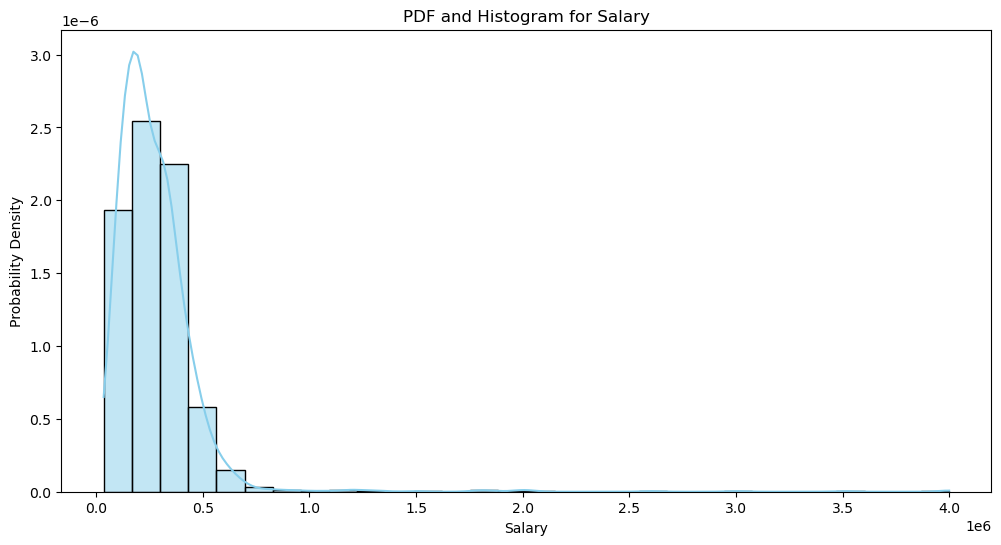 PDF and Histogram for Salary
1e−6
3.0
2.5
2.0
1.5
1.0
0.5
0.0
Probability Density
0.0 0.5 1.0 1.5 2.0 2.5 3.0 3.5 4.0
Salary
1e6